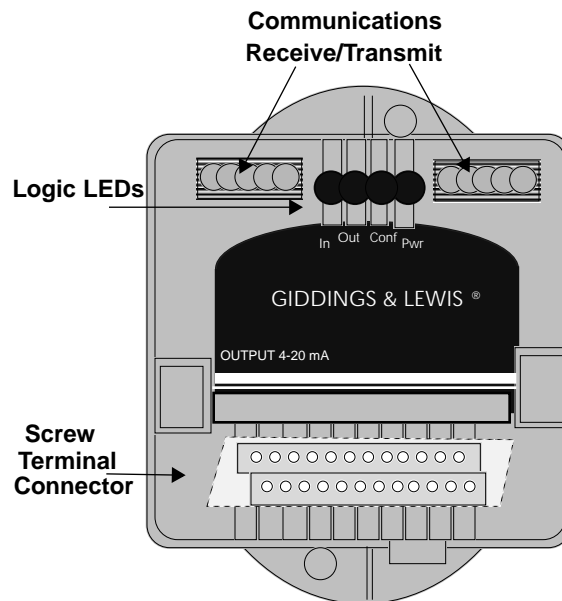 Communications
Receive/Transmit
Logic LEDs
In Out Conf Pwr
GIDDINGS & LEWIS ®
OUTPUT 4-20 mA
Screw
Terminal
Connector